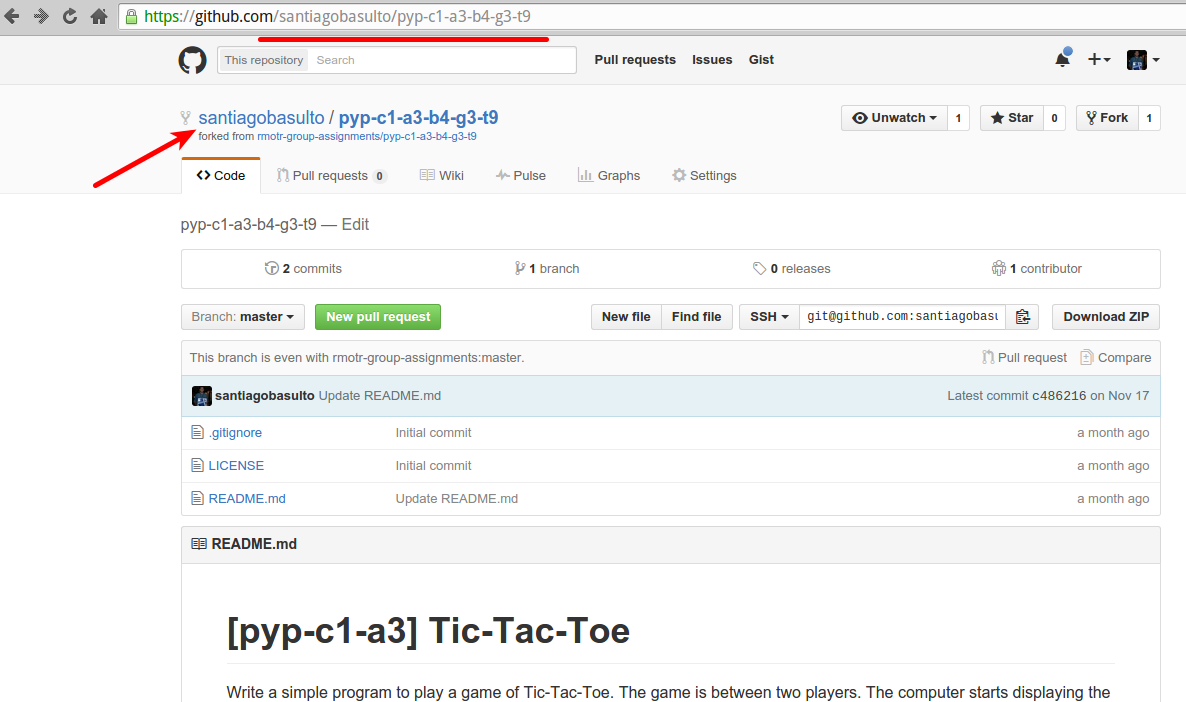 https://github.com/santiagobasulto/pyp-c1-a3-b4-g3-t9
This repository Search Pull requests Issues Gist
santiagobasulto / pyp-c1-a3-b4-g3-t9 Unwatch 1 Star 0 Fork 1
forked from rmotr-group-assignments/pyp-c1-a3-b4-g3-t9
Code Pull requests 0 Wiki Pulse Graphs Settings
pyp-c1-a3-b4-g3-t9 — Edit
2 commits 1 branch 0 releases 1 contributor
Branch: master New pull request New file Find file SSH git@github.com:santiagobasu Download ZIP
This branch is even with rmotr-group-assignments:master. Pull request Compare
santiagobasulto Update README.md Latest commit c486216 on Nov 17
.gitignore Initial commit a month ago
LICENSE Initial commit a month ago
README.md Update README.md a month ago
README.md
[pyp-c1-a3] Tic-Tac-Toe
Write a simple program to play a game of Tic-Tac-Toe. The game is between two players. The computer starts displaying the